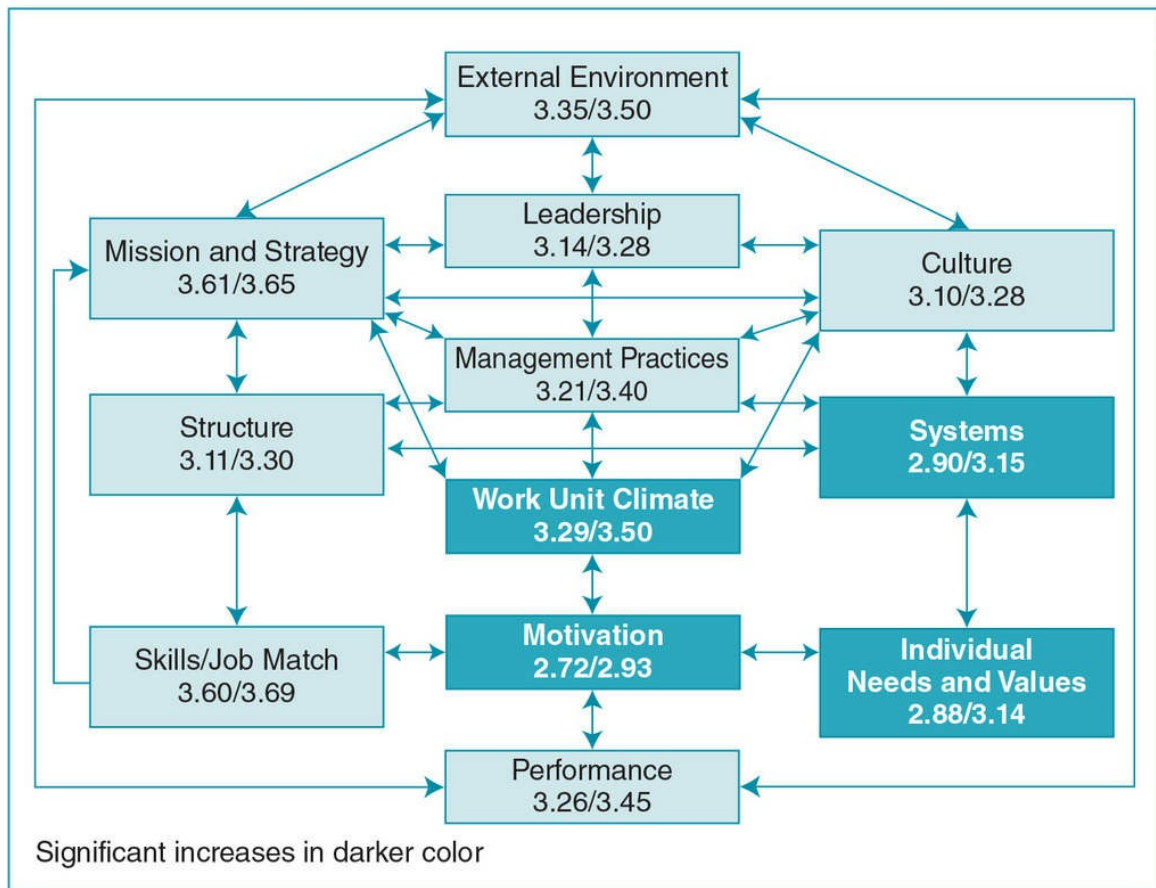 External Environment
3.35/3.50
Leadership
3.14/3.28
Mission and Strategy
3.61/3.65
Culture
3.10/3.28
Management Practices
3.21/3.40
Structure
3.11/3.30
Systems
2.90/3.15
Work Unit Climate
3.29/3.50
Skills/Job Match
3.60/3.69
Motivation
2.72/2.93
Individual
Needs and Values
2.88/3.14
Performance
3.26/3.45
Significant increases in darker color